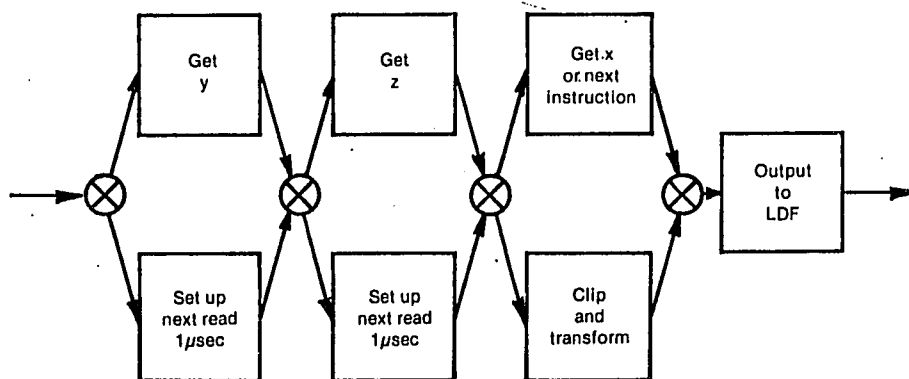 Get
y
Get
z
Get x
or next
instruction
Output
to
LDF
Set up
next read
1μsec
Set up
next read
1μsec
Clip
and
transform